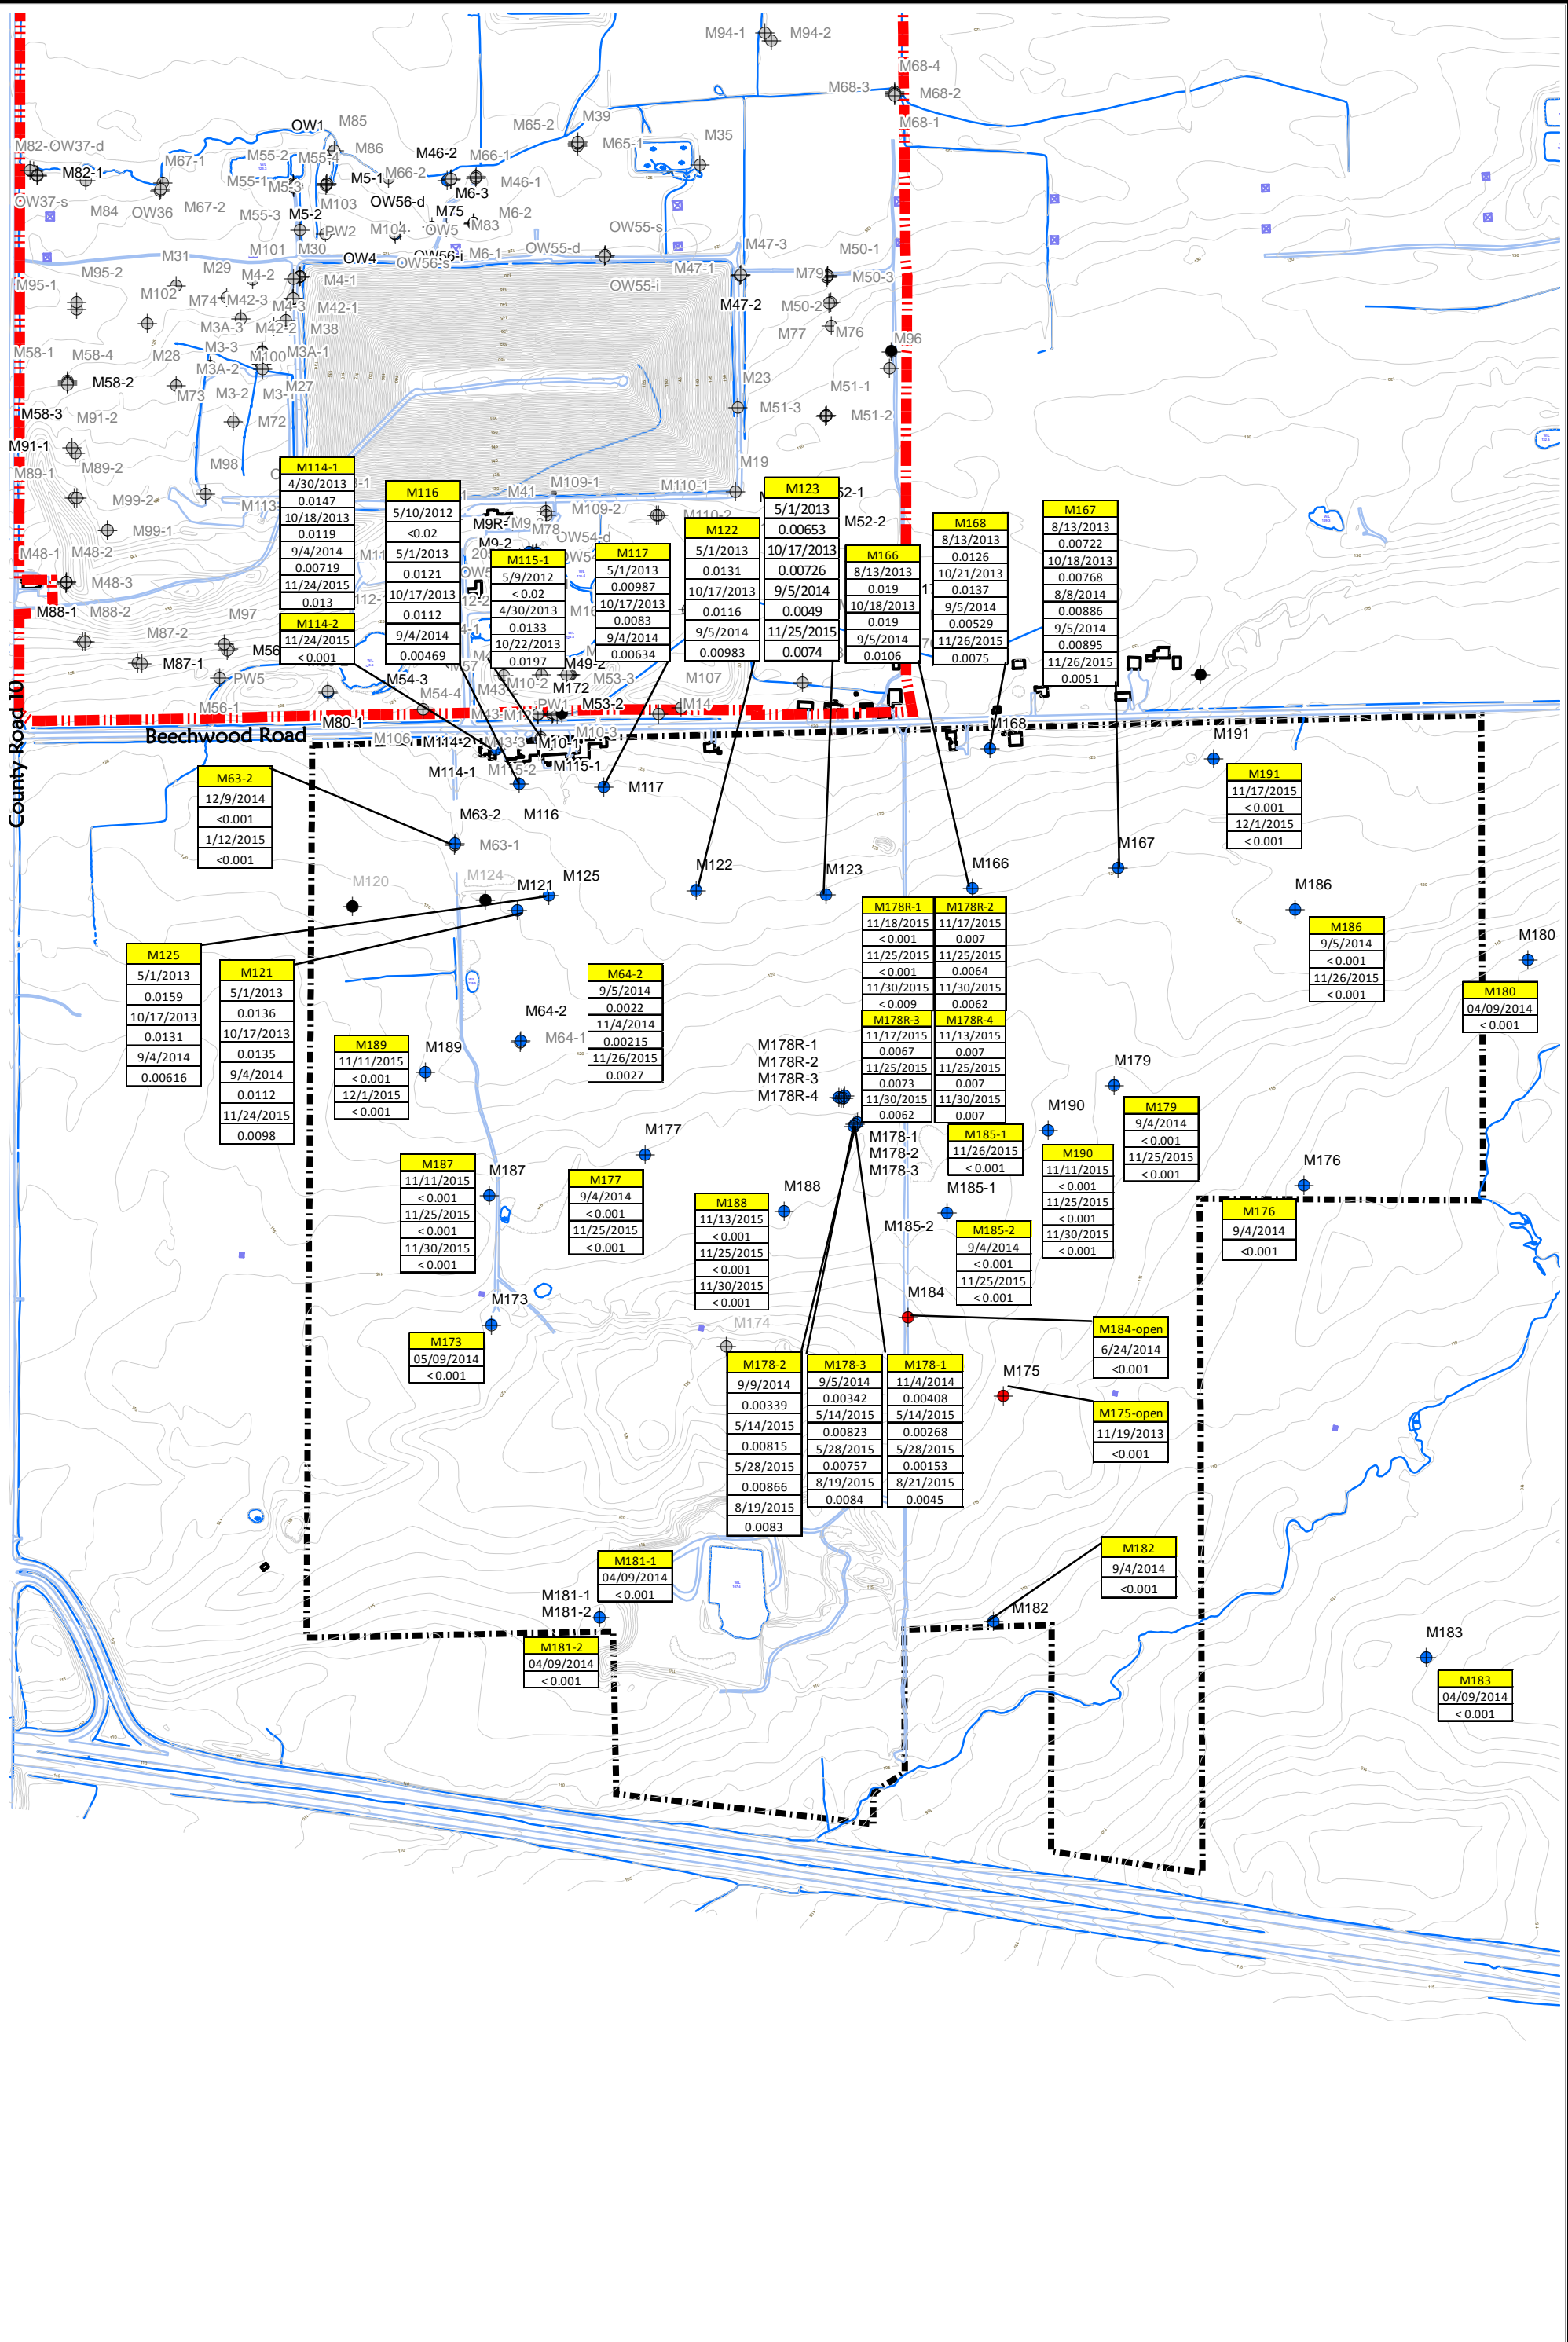 M94-1
M94-2
M68-4
M68-3
M68-2
M68-1
M85
OW1
M86
M65-2
M39
M65-1
M35
M82-OW37-d
M82-1
M67-1
M55-2
M55-4
M46-2
M66-1
M66-2
M46-1
M55-1
M5-3
M5-1
M6-3
OW37-s
M84
OW36
M67-2
M55-3
M5-2
M103
OW56-d
M75
M6-2
M83
PW2
M104
OW5
OW55-s
M31
M101
M30
OW4
OW56-i
OW56-s
M6-1
OW55-d
M47-3
M50-1
M95-2
M29
M4-2
M4-1
M47-1
M79
M50-3
M95-1
M102
M74
M42-3
M4-3
M42-1
OW55-i
M47-2
M50-2
M3A-3
M42-2
M38
M77
M76
M96
M58-1
M58-4
M28
M3-3
M100
M3A-1
M58-2
M3A-2
M27
M73
M3-2
M23
M51-1
M58-3
M91-2
M72
M51-3
M51-2
M91-1
M89-2
M89-1
M98
M19
M99-2
M41
M109-1
M110-1
M109-2
M110-2
M52-2
M99-1
M78
OW54-d
M9-2
M48-1
M48-2
M48-3
M88-1
M88-2
M97
M87-2
M87-1
PW5
M54-3
M49-2
M53-3
M107
M10-2
M172
M54-4
M53-2
M14
PW1
M56-1
M80-1
County Road 10
Beechwood Road
M106
M114-2
M43-3
M10-1
M10-3
M114-1
M115-2
M115-1
M116
M117
M63-2
M63-1
M168
M191
M167
M166
M123
M122
M120
M124
M121
M125
M186
M180
M64-2
M64-1
M189
M178R-1
M178R-2
M178R-3
M178R-4
M179
M190
M177
M178-1
M178-2
M178-3
M187
M188
M185-1
M185-2
M176
M184
M173
M174
M175
M181-1
M181-2
M182
M183
M114-1
4/30/2013
0.0147
10/18/2013
0.0119
9/4/2014
0.00719
11/24/2015
0.013
M114-2
11/24/2015
< 0.001
M116
5/10/2012
<0.02
5/1/2013
0.0121
10/17/2013
0.0112
9/4/2014
0.00469
M115-1
5/9/2012
< 0.02
4/30/2013
0.0133
10/22/2013
0.0197
M117
5/1/2013
0.00987
10/17/2013
0.0083
9/4/2014
0.00634
M122
5/1/2013
0.0131
10/17/2013
0.0116
9/5/2014
0.00983
M123
5/1/2013
0.00653
10/17/2013
0.00726
9/5/2014
0.0049
11/25/2015
0.0074
M166
8/13/2013
0.019
10/18/2013
0.019
9/5/2014
0.0106
M168
8/13/2013
0.0126
10/21/2013
0.0137
9/5/2014
0.00529
11/26/2015
0.0075
M167
8/13/2013
0.00722
10/18/2013
0.00768
8/8/2014
0.00886
9/5/2014
0.00895
11/26/2015
0.0051
M63-2
12/9/2014
<0.001
1/12/2015
<0.001
M191
11/17/2015
< 0.001
12/1/2015
< 0.001
M186
9/5/2014
< 0.001
11/26/2015
< 0.001
M180
04/09/2014
< 0.001
M125
5/1/2013
0.0159
10/17/2013
0.0131
9/4/2014
0.00616
M121
5/1/2013
0.0136
10/17/2013
0.0135
9/4/2014
0.0112
11/24/2015
0.0098
M189
11/11/2015
< 0.001
12/1/2015
< 0.001
M64-2
9/5/2014
0.0022
11/4/2014
0.00215
11/26/2015
0.0027
M178R-1
11/18/2015
< 0.001
11/25/2015
< 0.001
11/30/2015
< 0.009
M178R-2
11/17/2015
0.007
11/25/2015
0.0064
11/30/2015
0.0062
M178R-3
11/17/2015
0.0067
11/25/2015
0.0073
11/30/2015
0.0062
M178R-4
11/13/2015
0.007
11/25/2015
0.007
11/30/2015
0.007
M185-1
11/26/2015
< 0.001
M190
11/11/2015
< 0.001
11/25/2015
< 0.001
11/30/2015
< 0.001
M179
9/4/2014
< 0.001
11/25/2015
< 0.001
M187
11/11/2015
< 0.001
11/25/2015
< 0.001
11/30/2015
< 0.001
M177
9/4/2014
< 0.001
11/25/2015
< 0.001
M188
11/13/2015
< 0.001
11/25/2015
< 0.001
11/30/2015
< 0.001
M185-2
9/4/2014
< 0.001
11/25/2015
< 0.001
M176
9/4/2014
<0.001
M173
05/09/2014
< 0.001
M184-open
6/24/2014
<0.001
M175-open
11/19/2013
<0.001
M178-2
9/9/2014
0.00339
5/14/2015
0.00815
5/28/2015
0.00866
8/19/2015
0.0083
M178-3
9/5/2014
0.00342
5/14/2015
0.00823
5/28/2015
0.00757
8/19/2015
0.0084
M178-1
11/4/2014
0.00408
5/14/2015
0.00268
5/28/2015
0.00153
8/21/2015
0.0045
M181-1
04/09/2014
< 0.001
M181-2
04/09/2014
< 0.001
M182
9/4/2014
<0.001
M183
04/09/2014
< 0.001